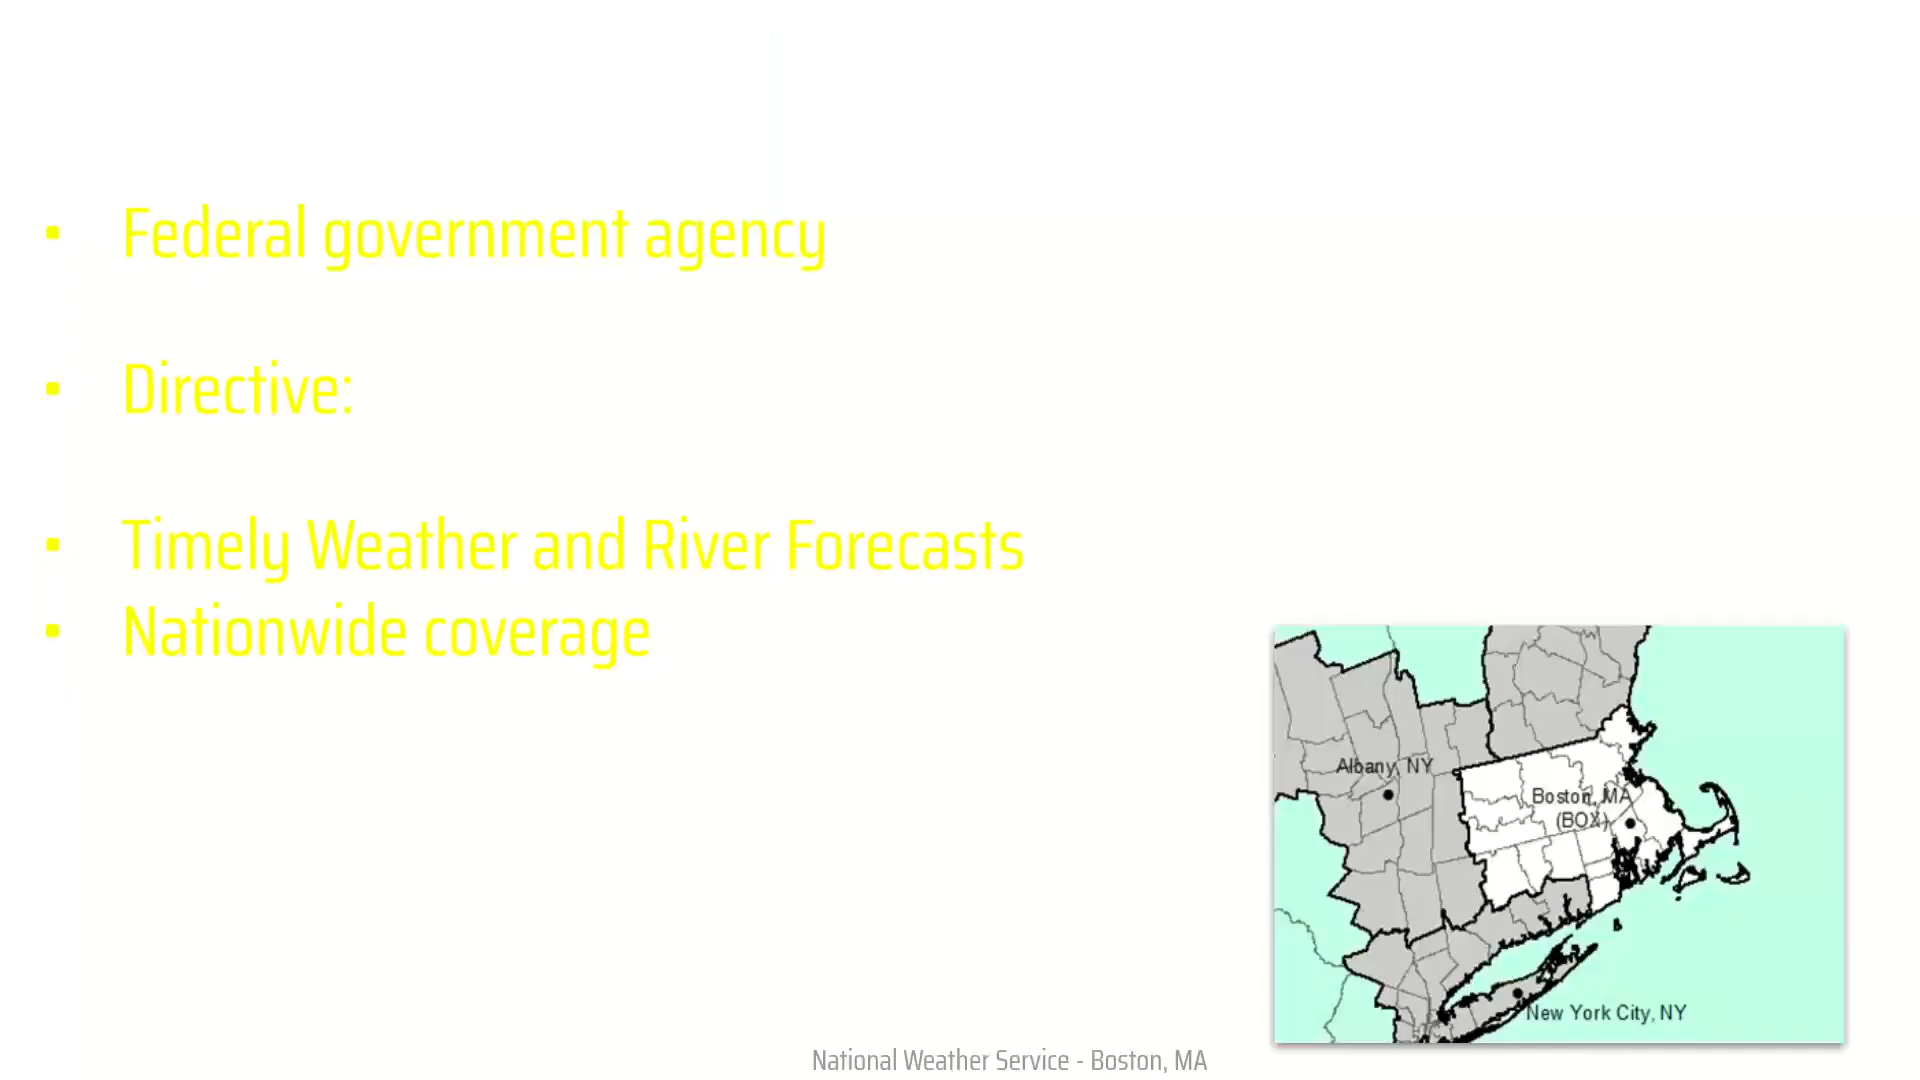 • Federal government agency
• Directive:
• Timely Weather and River Forecasts
• Nationwide coverage
Albany, NY
Boston, MA
(BOX)
New York City, NY
National Weather Service - Boston, MA